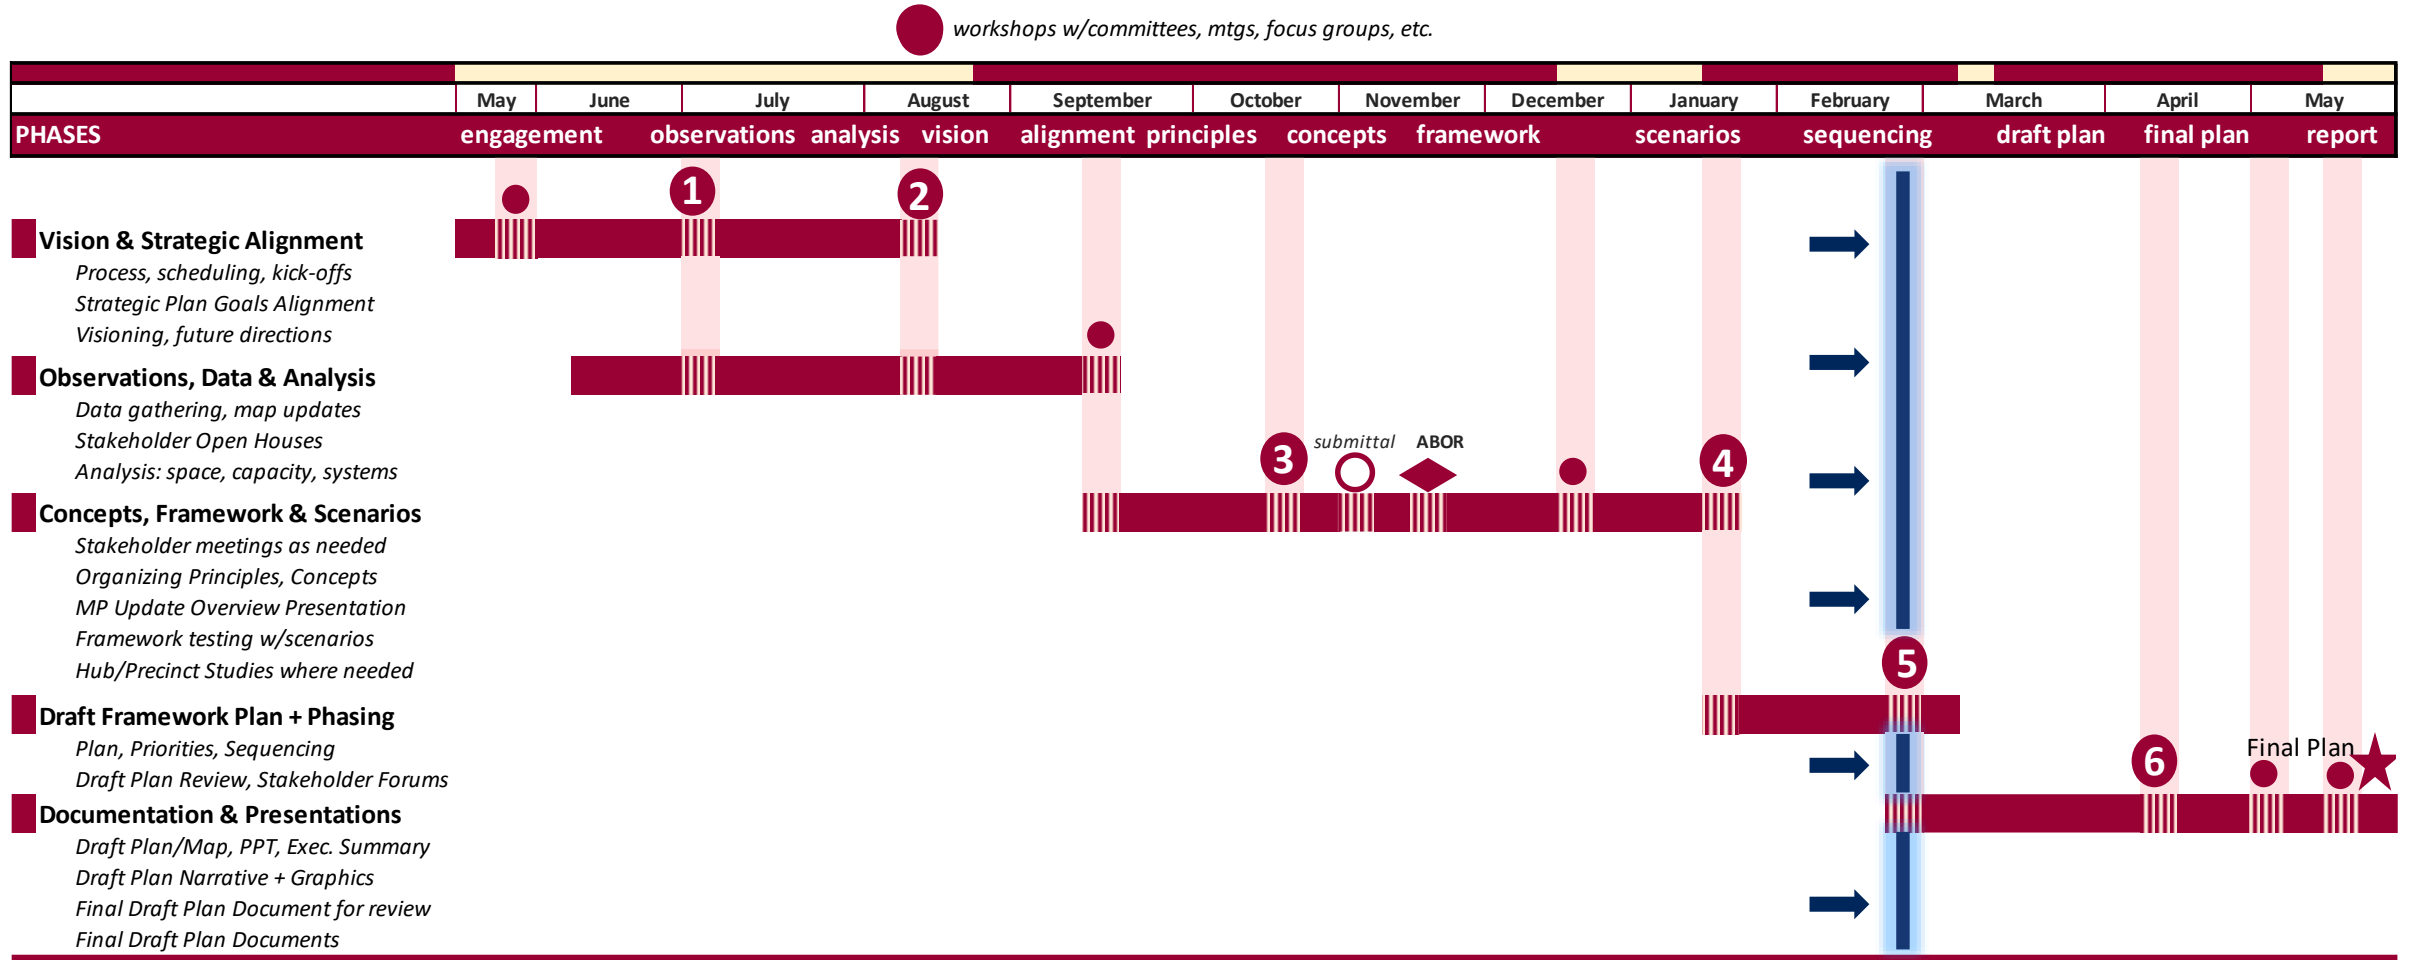 workshops w/committees, mtgs, focus groups, etc.
May June July August September October November December January February March April May
PHASES engagement observations analysis vision alignment principles concepts framework scenarios sequencing draft plan final plan report
1 2
Vision & Strategic Alignment
Process, scheduling, kick-offs
Strategic Plan Goals Alignment
Visioning, future directions
Observations, Data & Analysis
Data gathering, map updates
Stakeholder Open Houses
Analysis: space, capacity, systems
3 submittal ABOR 4
Concepts, Framework & Scenarios
Stakeholder meetings as needed
Organizing Principles, Concepts
MP Update Overview Presentation
Framework testing w/scenarios
Hub/Precinct Studies where needed
5
Draft Framework Plan + Phasing
Plan, Priorities, Sequencing
Draft Plan Review, Stakeholder Forums
6 Final Plan
Documentation & Presentations
Draft Plan/Map, PPT, Exec. Summary
Draft Plan Narrative + Graphics
Final Draft Plan Document for review
Final Draft Plan Documents